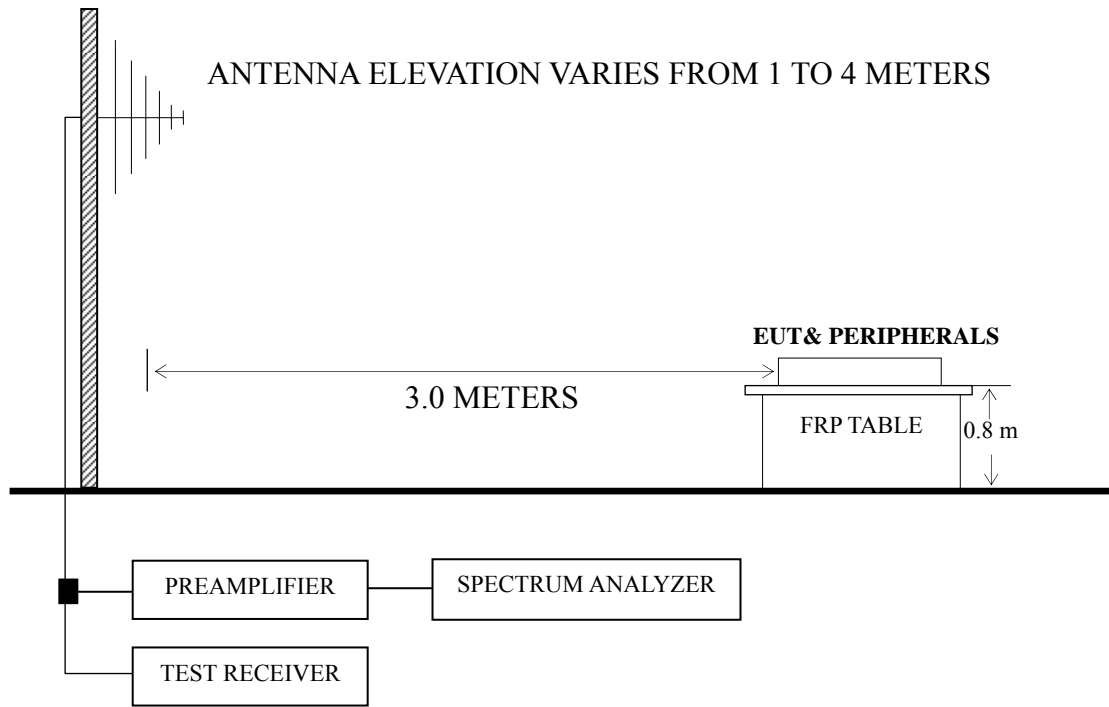 ANTENNA ELEVATION VARIES FROM 1 TO 4 METERS
EUT& PERIPHERALS
3.0 METERS
FRP TABLE
0.8 m
PREAMPLIFIER
SPECTRUM ANALYZER
TEST RECEIVER